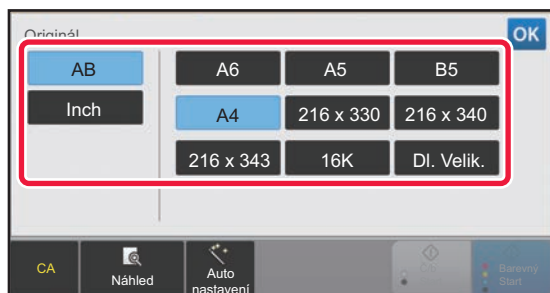 Originál
OK
AB
A6
A5
B5
Inch
A4
216 x 330
216 x 340
216 x 343
16K
Dl. Velik.
CA
Náhled
Auto
nastavení
Barevný
Start